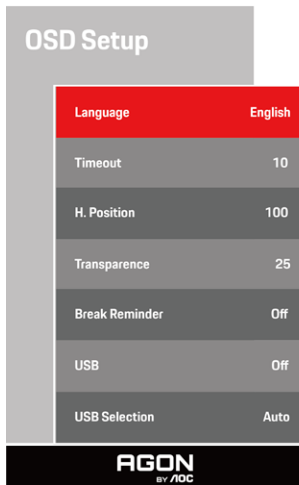 OSD Setup
Language English
Timeout 10
H. Position 100
Transparence 25
Break Reminder Off
USB Off
USB Selection Auto
AGON
BY AOC